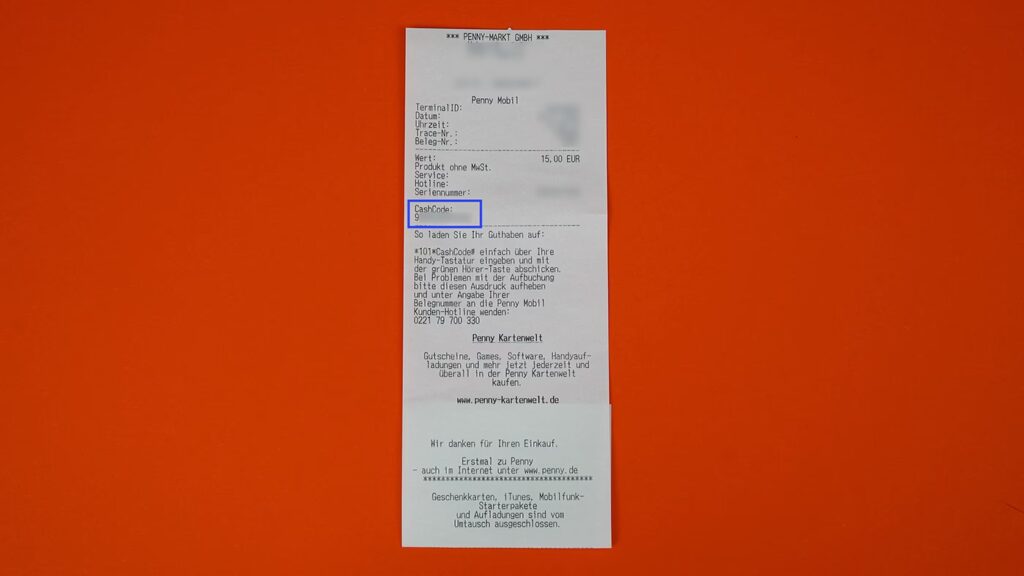 *** PENNY-MARKT GMBH ***
Penny Mobil
TerminalID:
Datum:
Uhrzeit:
Trace-Nr.:
Beleg-Nr.:
Wert: 15,00 EUR
Produkt ohne MwSt.
Service:
Hotline:
Seriennummer:
CashCode:
9
So laden Sie Ihr Guthaben auf:
*101*CashCode# einfach über Ihre
Handy-Tastatur eingeben und mit
der grünen Hörer-Taste abschicken.
Bei Problemen mit der Aufbuchung
bitte diesen Ausdruck aufheben
und unter Angabe Ihrer
Belegnummer an die Penny Mobil
Kunden-Hotline wenden:
0221 79 700 330
Penny Kartenwelt
Gutscheine, Games, Software, Handyauf-
ladungen und mehr jetzt jederzeit und
überall in der Penny Kartenwelt
kaufen.
www.penny-kartenwelt.de
Wir danken für Ihren Einkauf.
Erstmal zu Penny
- auch im Internet unter www.penny.de
***************************************
Geschenkkarten, iTunes, Mobilfunk-
Starterpakete
und Aufladungen sind vom
Umtausch ausgeschlossen.